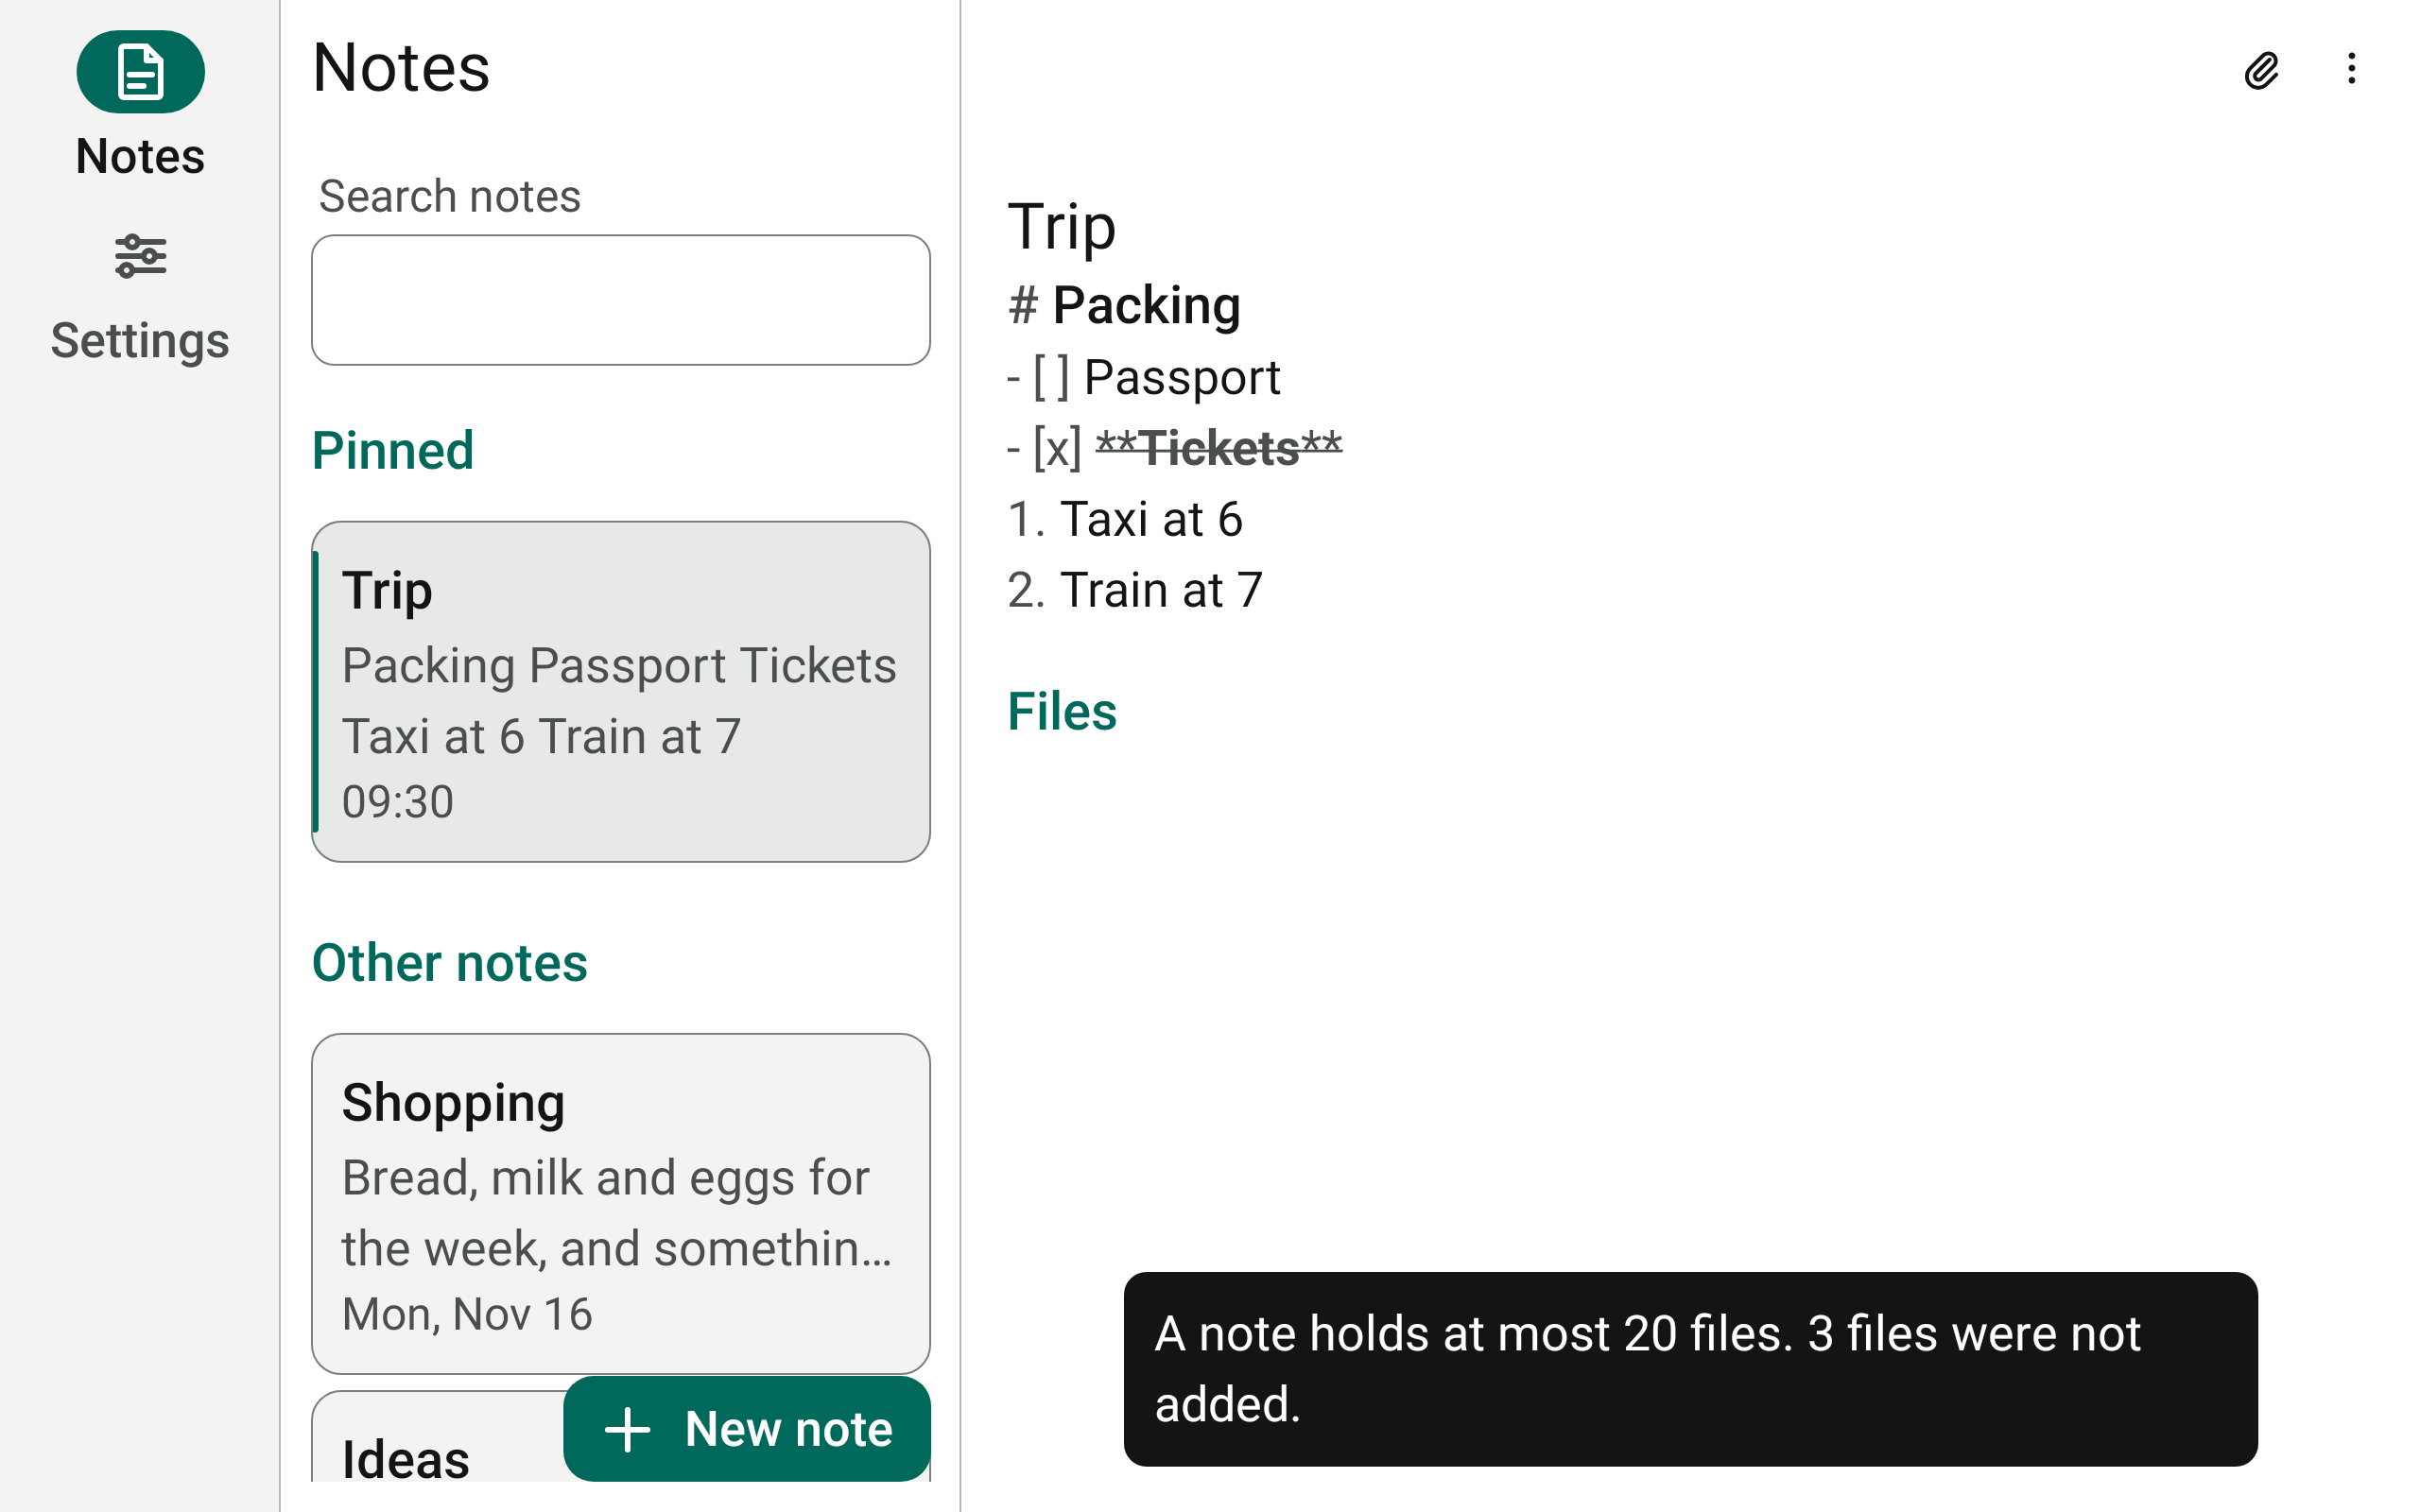 Notes
Settings
Notes
Search notes
Pinned
Trip
Packing Passport Tickets
Taxi at 6 Train at 7
09:30
Other notes
Shopping
Bread, milk and eggs for
the week, and somethin…
Mon, Nov 16
Ideas
New note
Trip
# Packing
- [ ] Passport
- [x] **Tickets**
1. Taxi at 6
2. Train at 7
Files
A note holds at most 20 files. 3 files were not
added.